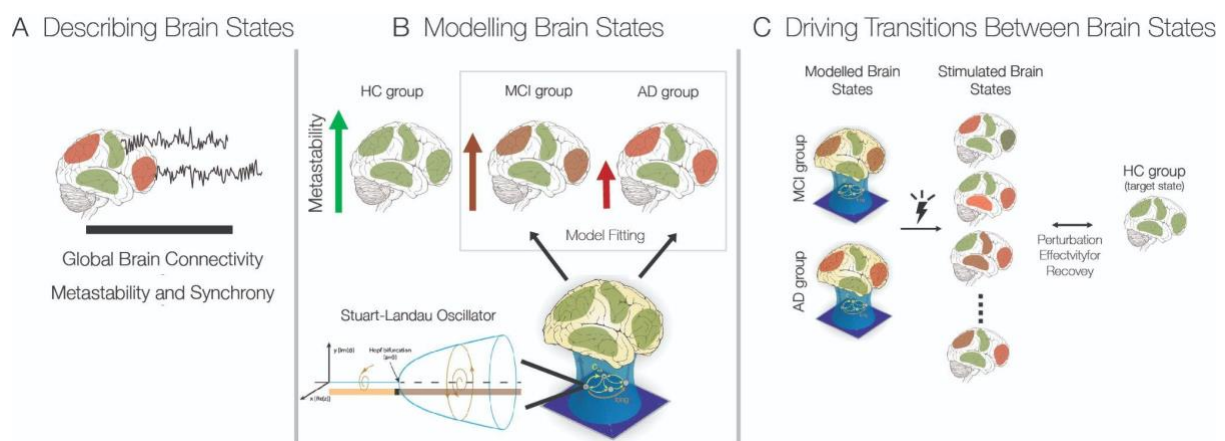 A Describing Brain States
Global Brain Connectivity
Metastability and Synchrony
B Modelling Brain States
Metastability
HC group
MCI group
AD group
Model Fitting
Stuart-Landau Oscillator
Hopf bifurcation
C Driving Transitions Between Brain States
Modelled Brain
States
Stimulated Brain
States
MCI group
AD group
Perturbation
Effectivityfor
Recovey
HC group
(target state)